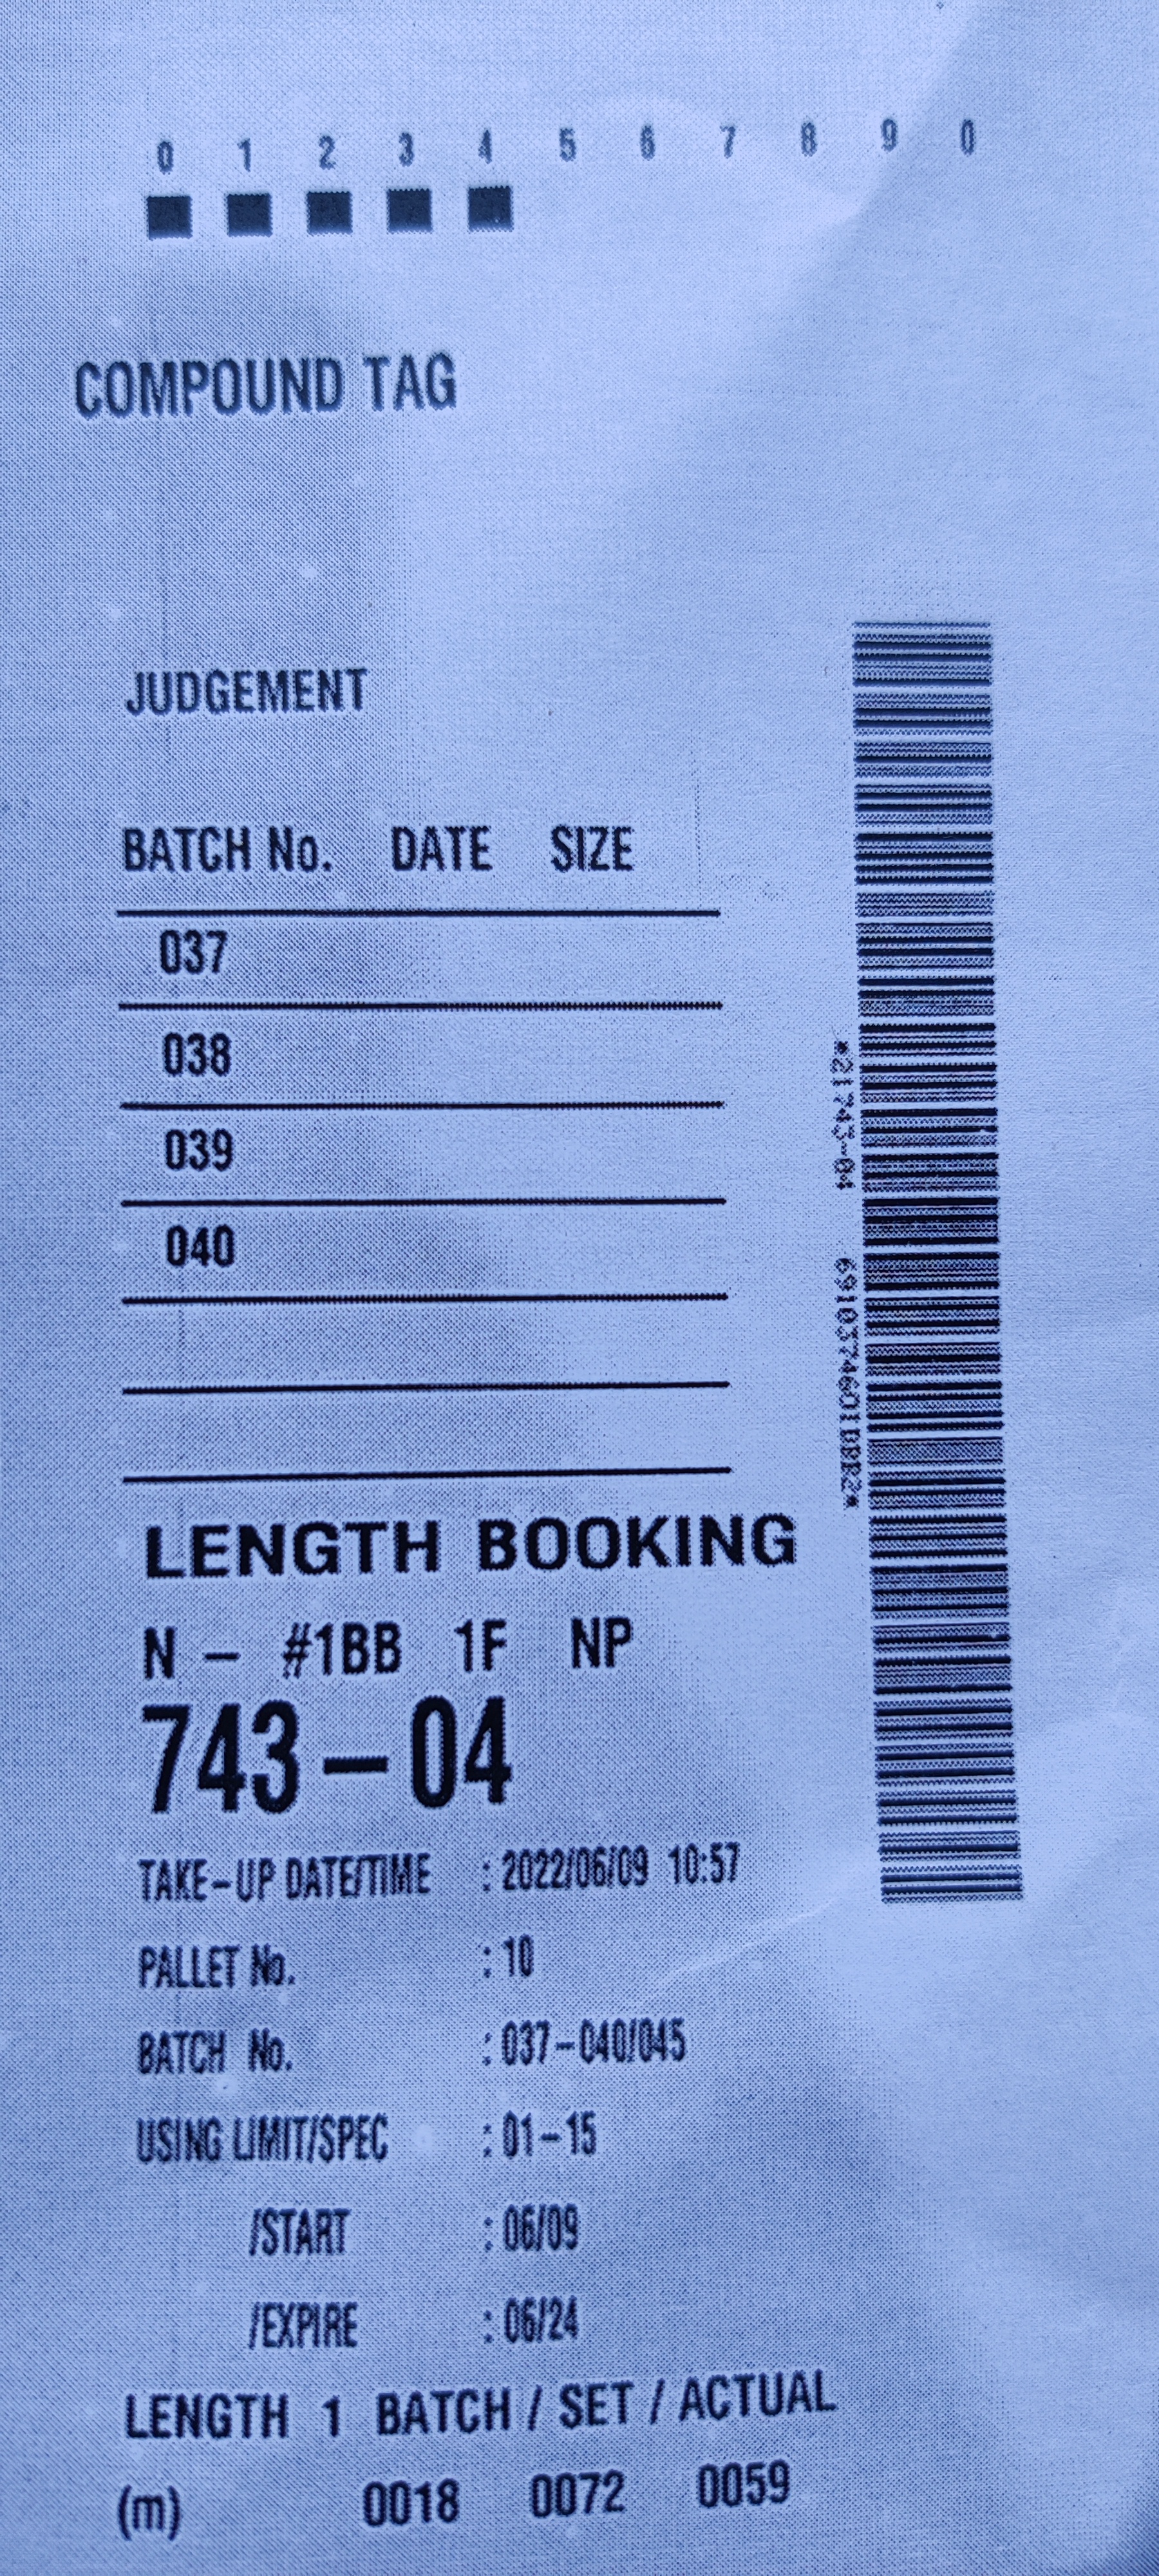 0 1 2 3 4 5 6 7 8 9 0
COMPOUND TAG
JUDGEMENT
BATCH No. DATE SIZE
037
038
039
040
LENGTH BOOKING
N - #1BB 1F NP
743-04
TAKE-UP DATE/TIME : 2022/06/09 10:57
PALLET No. : 10
BATCH No. : 037-040/045
USING LIMIT/SPEC : 01-15
/START : 06/09
/EXPIRE : 06/24
LENGTH 1 BATCH / SET / ACTUAL
(m) 0018 0072 0059
*21743-04